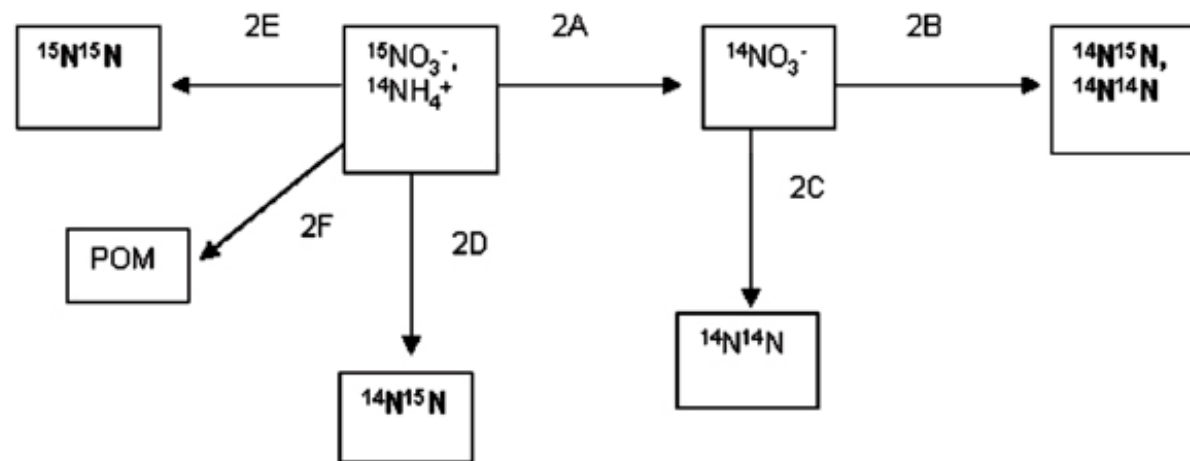 2E
2A
2B
¹⁵N¹⁵N
¹⁵NO₃⁻,
¹⁴NH₄⁺
¹⁴NO₃⁻
¹⁴N¹⁵N,
¹⁴N¹⁴N
2F
2D
2C
POM
¹⁴N¹⁵N
¹⁴N¹⁴N